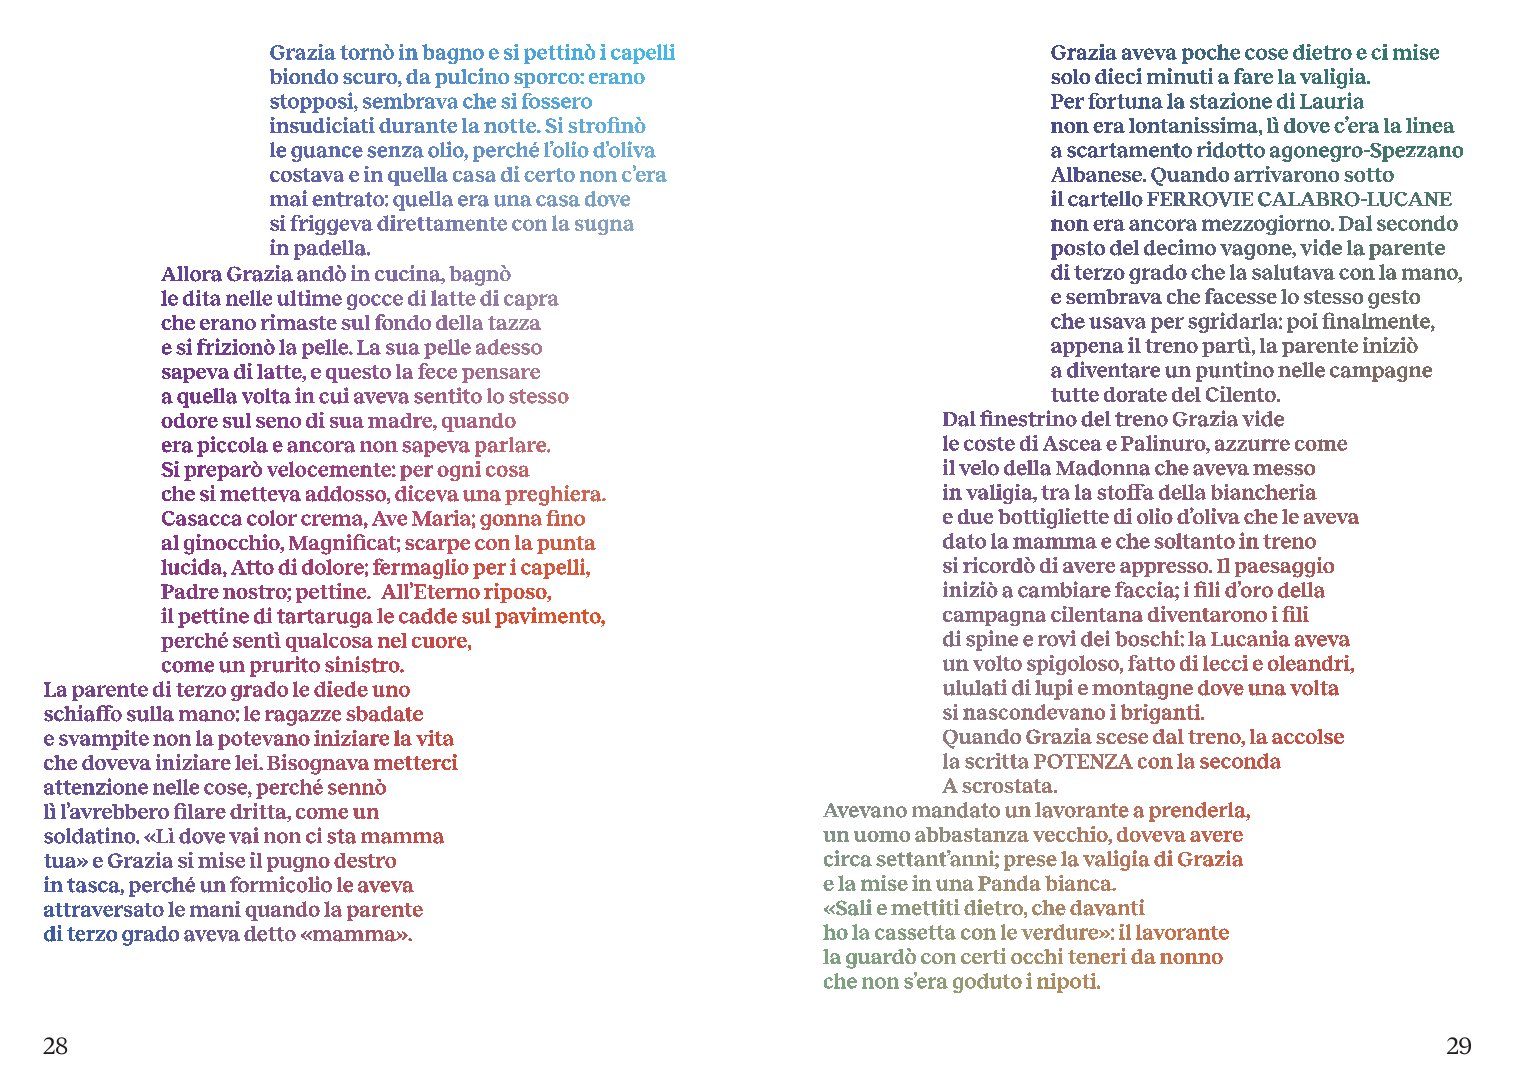 Grazia tornò in bagno e si pettinò i capelli
biondo scuro, da pulcino sporco: erano
stopposi, sembrava che si fossero
insudiciati durante la notte. Si strofinò
le guance senza olio, perché l’olio d’oliva
costava e in quella casa di certo non c’era
mai entrato: quella era una casa dove
si friggeva direttamente con la sugna
in padella.
Allora Grazia andò in cucina, bagnò
le dita nelle ultime gocce di latte di capra
che erano rimaste sul fondo della tazza
e si frizionò la pelle. La sua pelle adesso
sapeva di latte, e questo la fece pensare
a quella volta in cui aveva sentito lo stesso
odore sul seno di sua madre, quando
era piccola e ancora non sapeva parlare.
Si preparò velocemente: per ogni cosa
che si metteva addosso, diceva una preghiera.
Casacca color crema, Ave Maria; gonna fino
al ginocchio, Magnificat; scarpe con la punta
lucida, Atto di dolore; fermaglio per i capelli,
Padre nostro; pettine.  All’Eterno riposo,
il pettine di tartaruga le cadde sul pavimento,
perché sentì qualcosa nel cuore,
come un prurito sinistro.
La parente di terzo grado le diede uno
schiaffo sulla mano: le ragazze sbadate
e svampite non la potevano iniziare la vita
che doveva iniziare lei. Bisognava metterci
attenzione nelle cose, perché sennò
lì l’avrebbero filare dritta, come un
soldatino. «Lì dove vai non ci sta mamma
tua» e Grazia si mise il pugno destro
in tasca, perché un formicolio le aveva
attraversato le mani quando la parente
di terzo grado aveva detto «mamma».
28
Grazia aveva poche cose dietro e ci mise
solo dieci minuti a fare la valigia.
Per fortuna la stazione di Lauria
non era lontanissima, lì dove c’era la linea
a scartamento ridotto agonegro-Spezzano
Albanese. Quando arrivarono sotto
il cartello FERROVIE CALABRO-LUCANE
non era ancora mezzogiorno. Dal secondo
posto del decimo vagone, vide la parente
di terzo grado che la salutava con la mano,
e sembrava che facesse lo stesso gesto
che usava per sgridarla: poi finalmente,
appena il treno partì, la parente iniziò
a diventare un puntino nelle campagne
tutte dorate del Cilento.
Dal finestrino del treno Grazia vide
le coste di Ascea e Palinuro, azzurre come
il velo della Madonna che aveva messo
in valigia, tra la stoffa della biancheria
e due bottigliette di olio d’oliva che le aveva
dato la mamma e che soltanto in treno
si ricordò di avere appresso. Il paesaggio
iniziò a cambiare faccia; i fili d’oro della
campagna cilentana diventarono i fili
di spine e rovi dei boschi: la Lucania aveva
un volto spigoloso, fatto di lecci e oleandri,
ululati di lupi e montagne dove una volta
si nascondevano i briganti.
Quando Grazia scese dal treno, la accolse
la scritta POTENZA con la seconda
A scrostata.
Avevano mandato un lavorante a prenderla,
un uomo abbastanza vecchio, doveva avere
circa settant’anni; prese la valigia di Grazia
e la mise in una Panda bianca.
«Sali e mettiti dietro, che davanti
ho la cassetta con le verdure»: il lavorante
la guardò con certi occhi teneri da nonno
che non s’era goduto i nipoti.
29